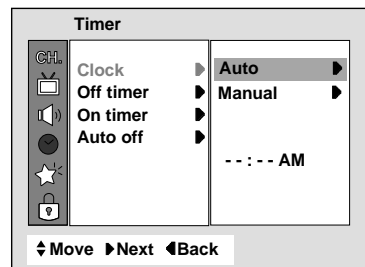 Timer
CH.
Clock
Off timer
On timer
Auto off
Auto
Manual
--:-- AM
Move Next Back